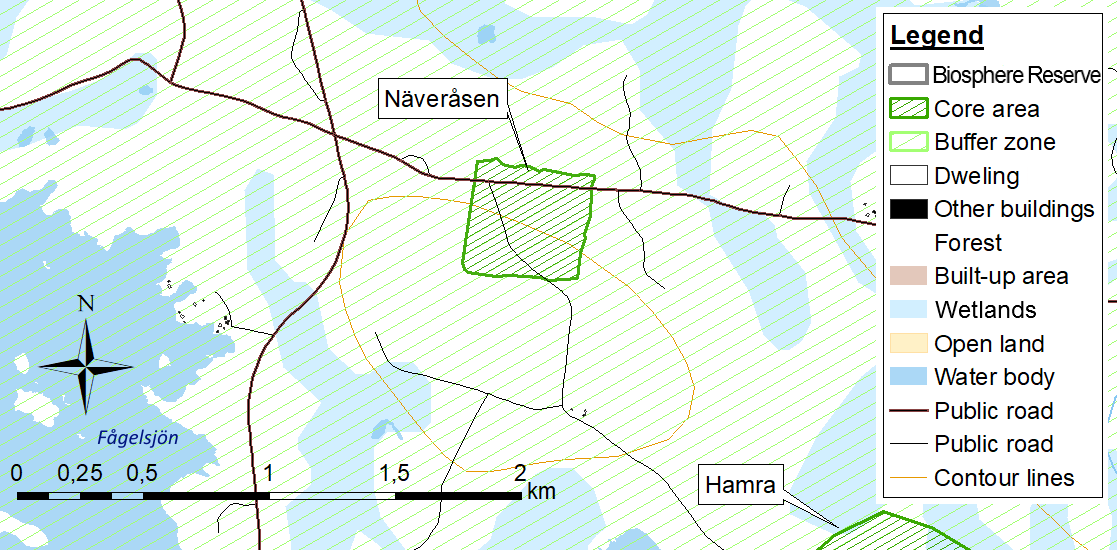 Legend
Biosphere Reserve
Core area
Buffer zone
Dweling
Other buildings
Forest
Built-up area
Wetlands
Open land
Water body
Public road
Public road
Contour lines
Näveråsen
N
Fågelsjön
0 0,25 0,5 1 1,5 2
km
Hamra